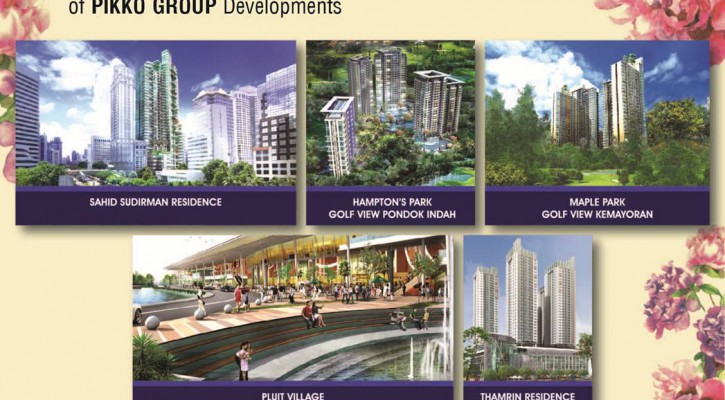 of PIKKO GROUP Developments
SAHID SUDIRMAN RESIDENCE
HAMPTON'S PARK
GOLF VIEW PONDOK INDAH
MAPLE PARK
GOLF VIEW KEMAYORAN
PLUIT VILLAGE
THAMRIN RESIDENCE